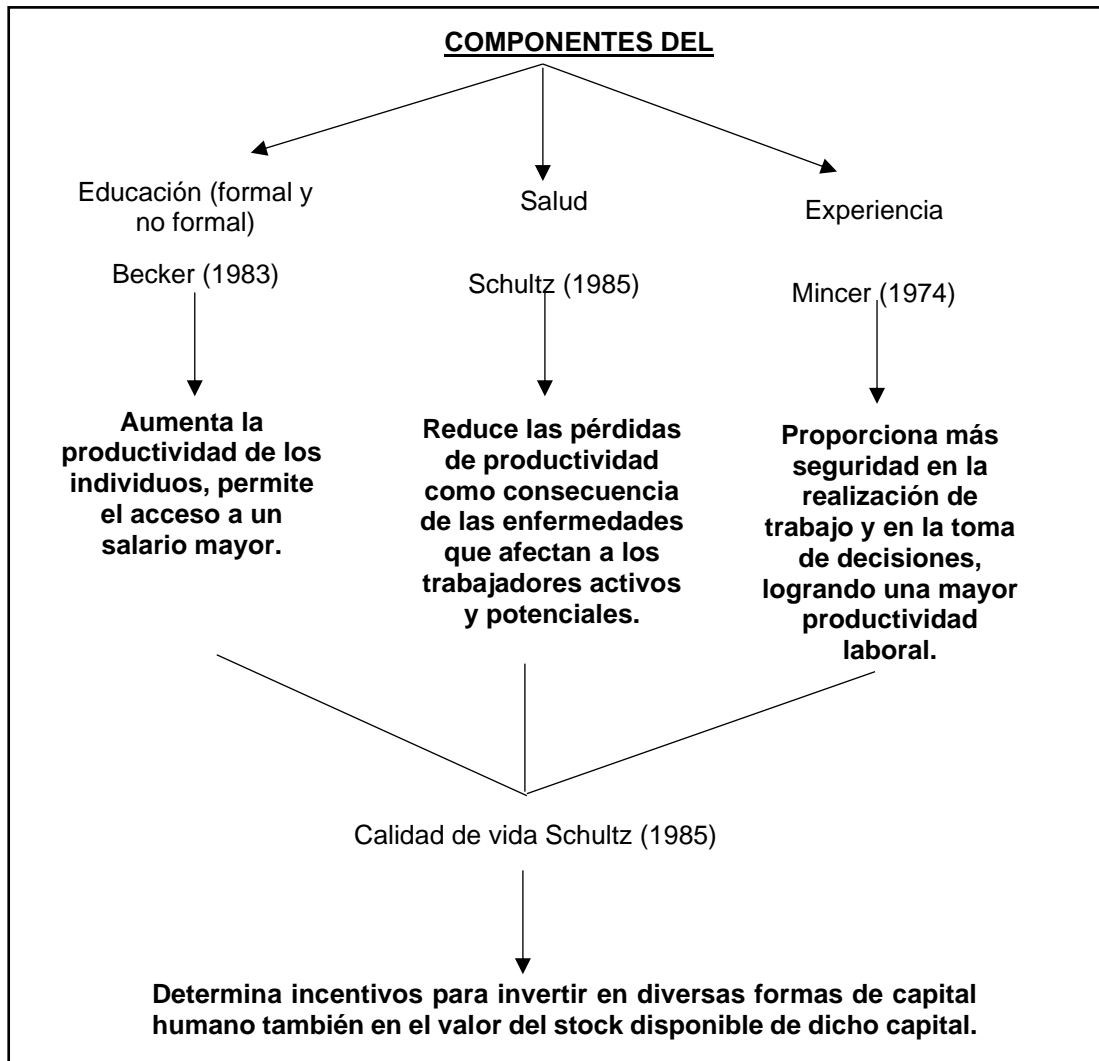 COMPONENTES DEL
Educación (formal y
no formal)
Becker (1983)
Aumenta la
productividad de los
individuos, permite
el acceso a un
salario mayor.
Salud
Schultz (1985)
Reduce las pérdidas
de productividad
como consecuencia
de las enfermedades
que afectan a los
trabajadores activos
y potenciales.
Experiencia
Mincer (1974)
Proporciona más
seguridad en la
realización de
trabajo y en la toma
de decisiones,
logrando una mayor
productividad
laboral.
Calidad de vida Schultz (1985)
Determina incentivos para invertir en diversas formas de capital
humano también en el valor del stock disponible de dicho capital.